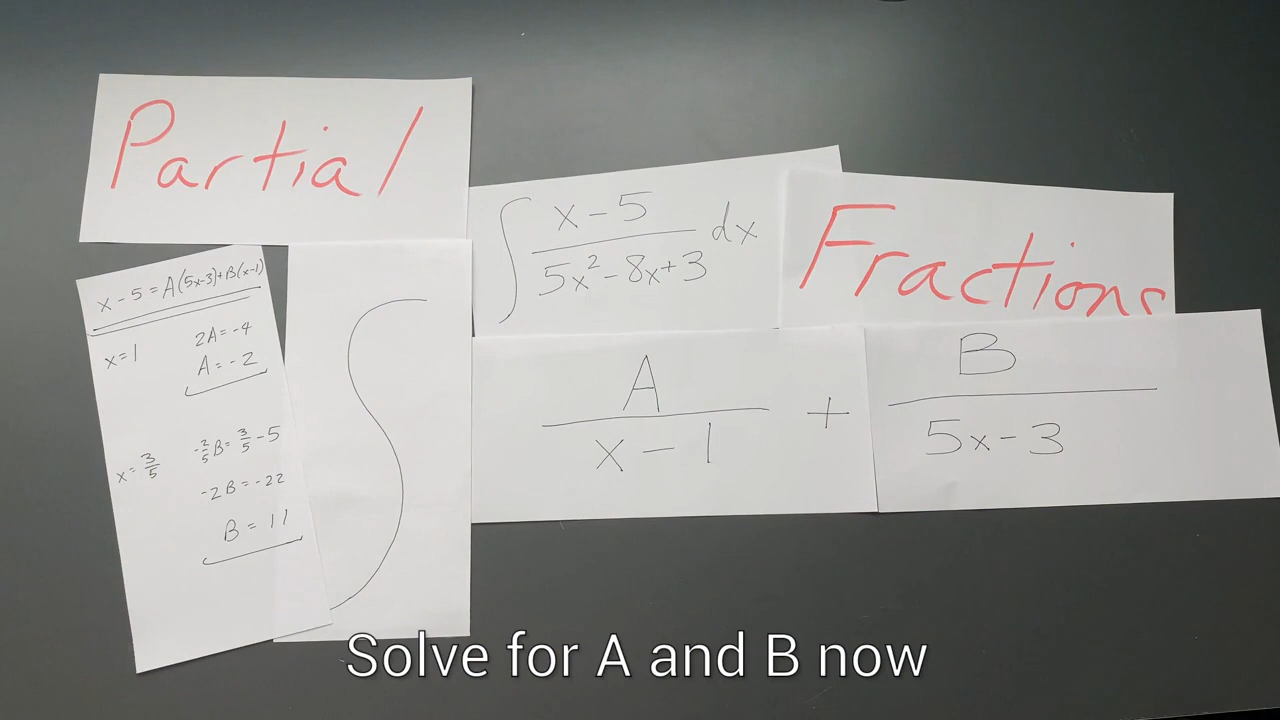 Partial
Fractions
∫ x-5 / 5x²-8x+3 dx
x-5=A(5x-3)+B(x-1)
x=1
2A=-4
A=-2
x=3/5
-2/5B=3/5-5
-2B=-22
B=11
∫ A / x-1 + B / 5x-3
Solve for A and B now